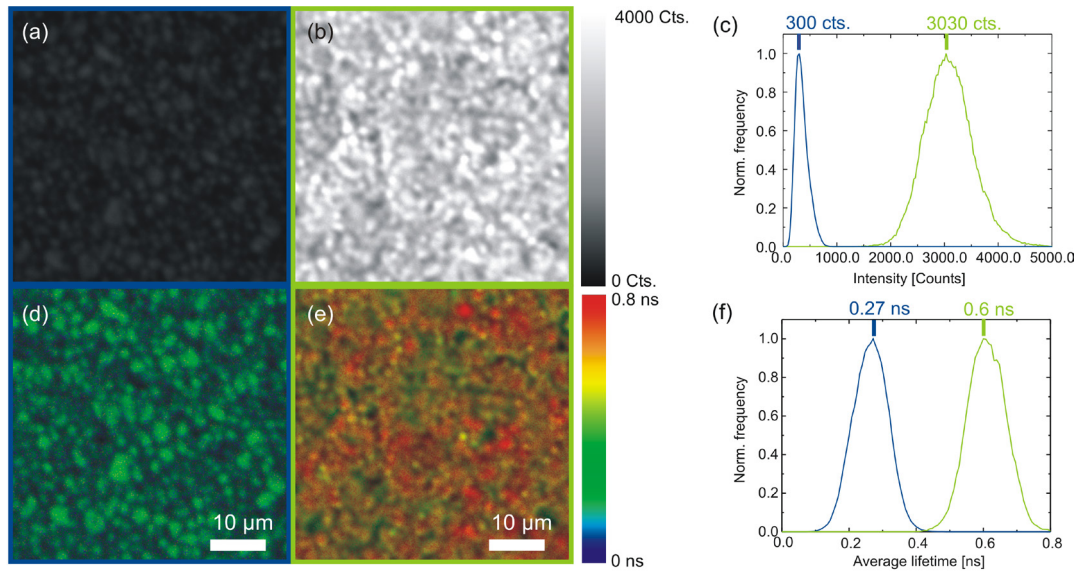 (a)
(b)
4000 Cts.
0 Cts.
(c)
300 cts.
3030 cts.
1.0
0.8
0.6
0.4
0.2
0.0
0.0
1000.0
2000.0
3000.0
4000.0
5000.0
Norm. frequency
Intensity [Counts]
(d)
10 µm
(e)
10 µm
0.8 ns
0 ns
(f)
0.27 ns
0.6 ns
1.0
0.8
0.6
0.4
0.2
0.0
0.0
0.2
0.4
0.6
0.8
Norm. frequency
Average lifetime [ns]